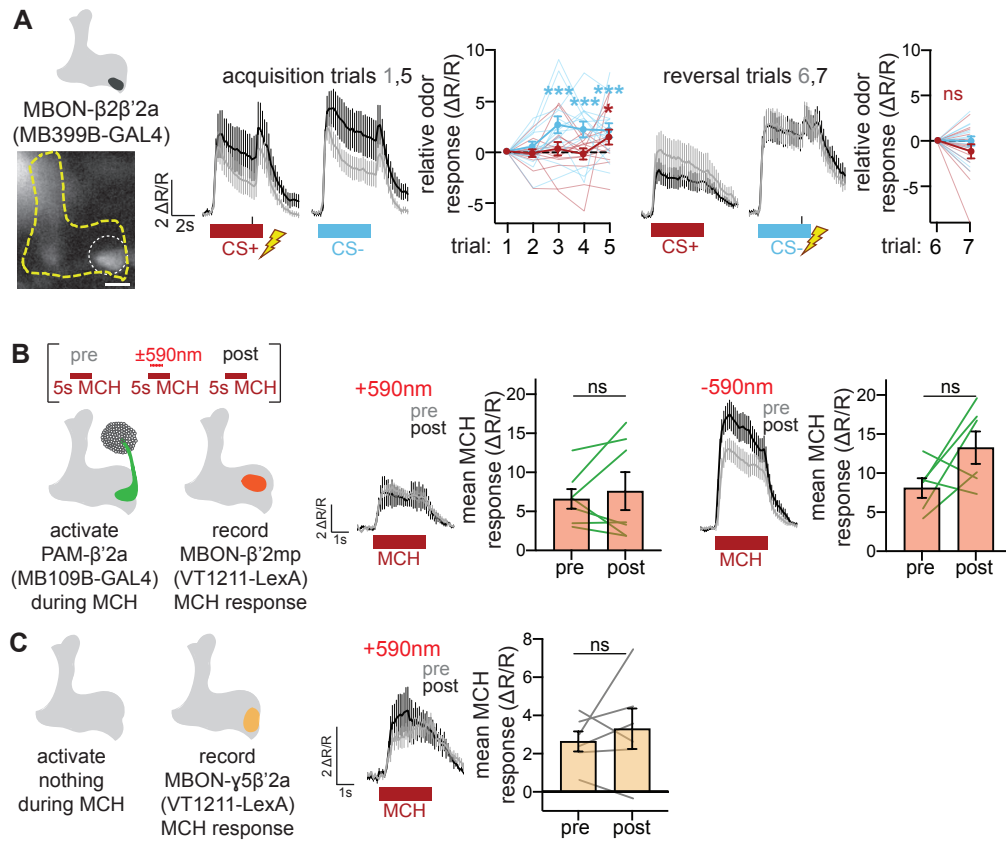 A
MBON-β2β'2a
(MB399B-GAL4)
acquisition trials 1,5
2 ΔR/R
2s
CS+
CS-
relative odor
response (ΔR/R)
10
5
0
-5
***
***
***
*
trial: 1 2 3 4 5
reversal trials 6,7
CS+
CS-
relative odor
response (ΔR/R)
10
5
0
-5
ns
trial: 6 7
B
pre ±590nm post
5s MCH 5s MCH 5s MCH
activate
PAM-β'2a
(MB109B-GAL4)
during MCH
record
MBON-β'2mp
(VT1211-LexA)
MCH response
+590nm
pre
post
2 ΔR/R
1s
MCH
mean MCH
response (ΔR/R)
20
15
10
5
0
ns
pre post
-590nm
pre
post
MCH
mean MCH
response (ΔR/R)
20
15
10
5
0
ns
pre post
C
activate
nothing
during MCH
record
MBON-ɣ5β'2a
(VT1211-LexA)
MCH response
+590nm
pre
post
2 ΔR/R
1s
MCH
mean MCH
response (ΔR/R)
8
6
4
2
0
ns
pre post